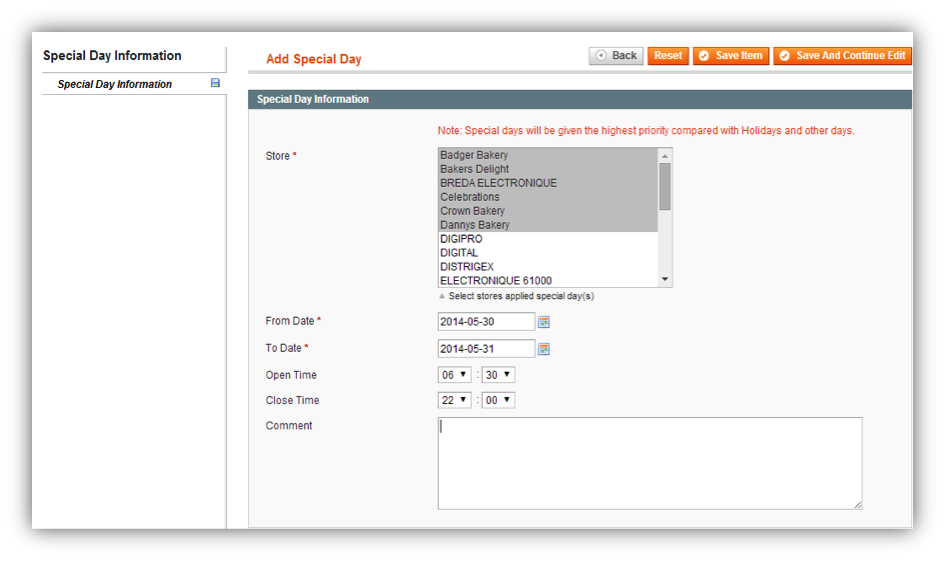 Special Day Information
Special Day Information
Add Special Day
Back Reset Save Item Save And Continue Edit
Special Day Information
Note: Special days will be given the highest priority compared with Holidays and other days.
Store *
Badger Bakery
Bakers Delight
BREDA ELECTRONIQUE
Celebrations
Crown Bakery
Dannys Bakery
DIGIPRO
DIGITAL
DISTRIGEX
ELECTRONIQUE 61000
Select stores applied special day(s)
From Date * 2014-05-30
To Date * 2014-05-31
Open Time 06 : 30
Close Time 22 : 00
Comment